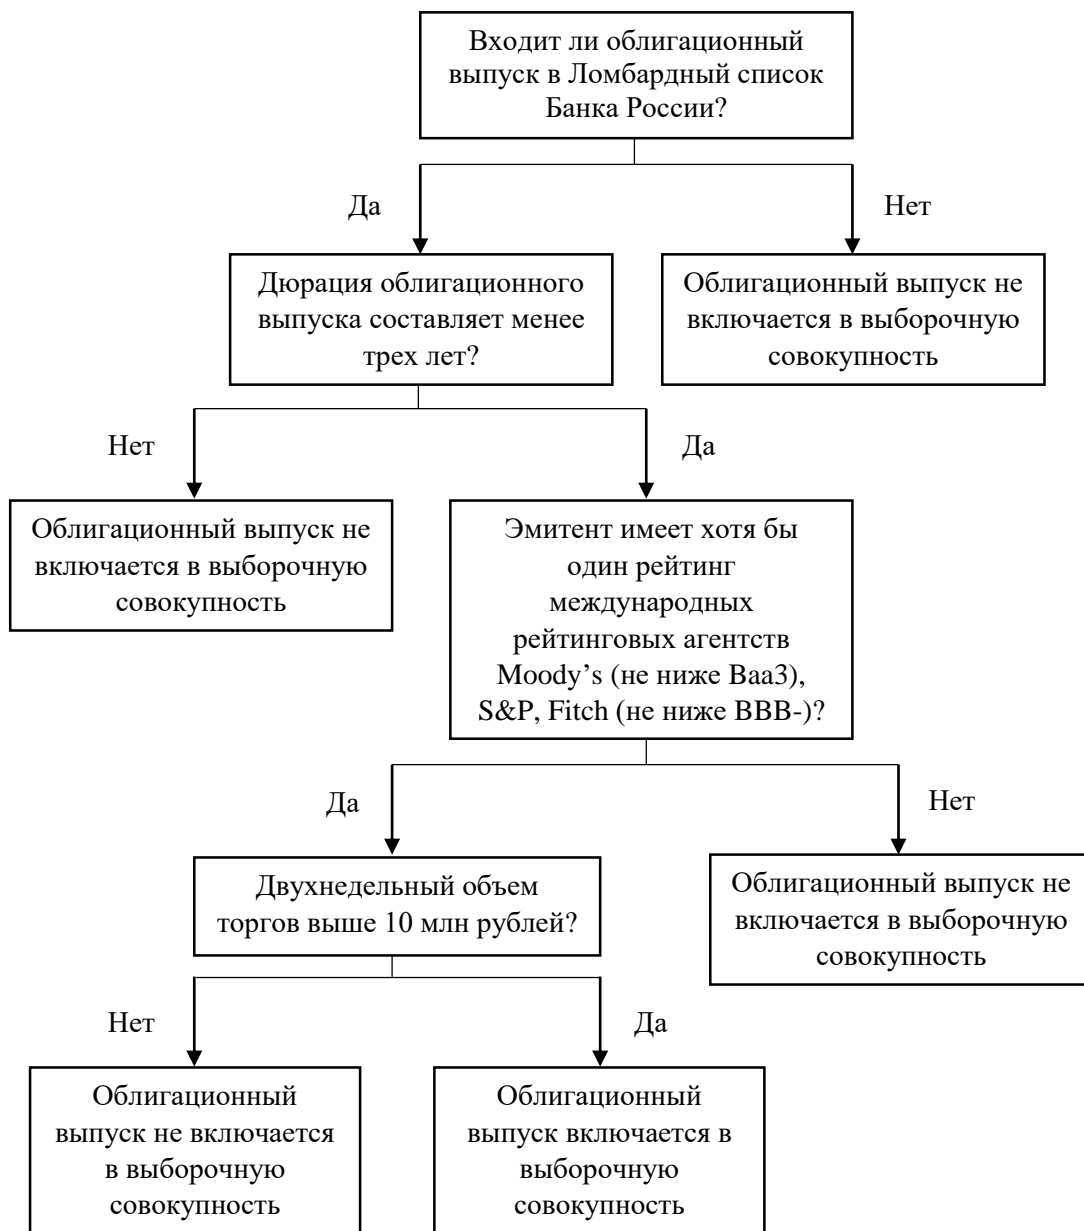 Входит ли облигационный
выпуск в Ломбардный список
Банка России?
Да
Нет
Дюрация облигационного
выпуска составляет менее
трех лет?
Облигационный выпуск не
включается в выборочную
совокупность
Нет
Да
Облигационный выпуск не
включается в выборочную
совокупность
Эмитент имеет хотя бы
один рейтинг
международных
рейтинговых агентств
Moody’s (не ниже Baa3),
S&P, Fitch (не ниже BBB-)?
Да
Нет
Двухнедельный объем
торгов выше 10 млн рублей?
Облигационный выпуск не
включается в выборочную
совокупность
Нет
Да
Облигационный
выпуск не включается
в выборочную
совокупность
Облигационный
выпуск включается в
выборочную
совокупность